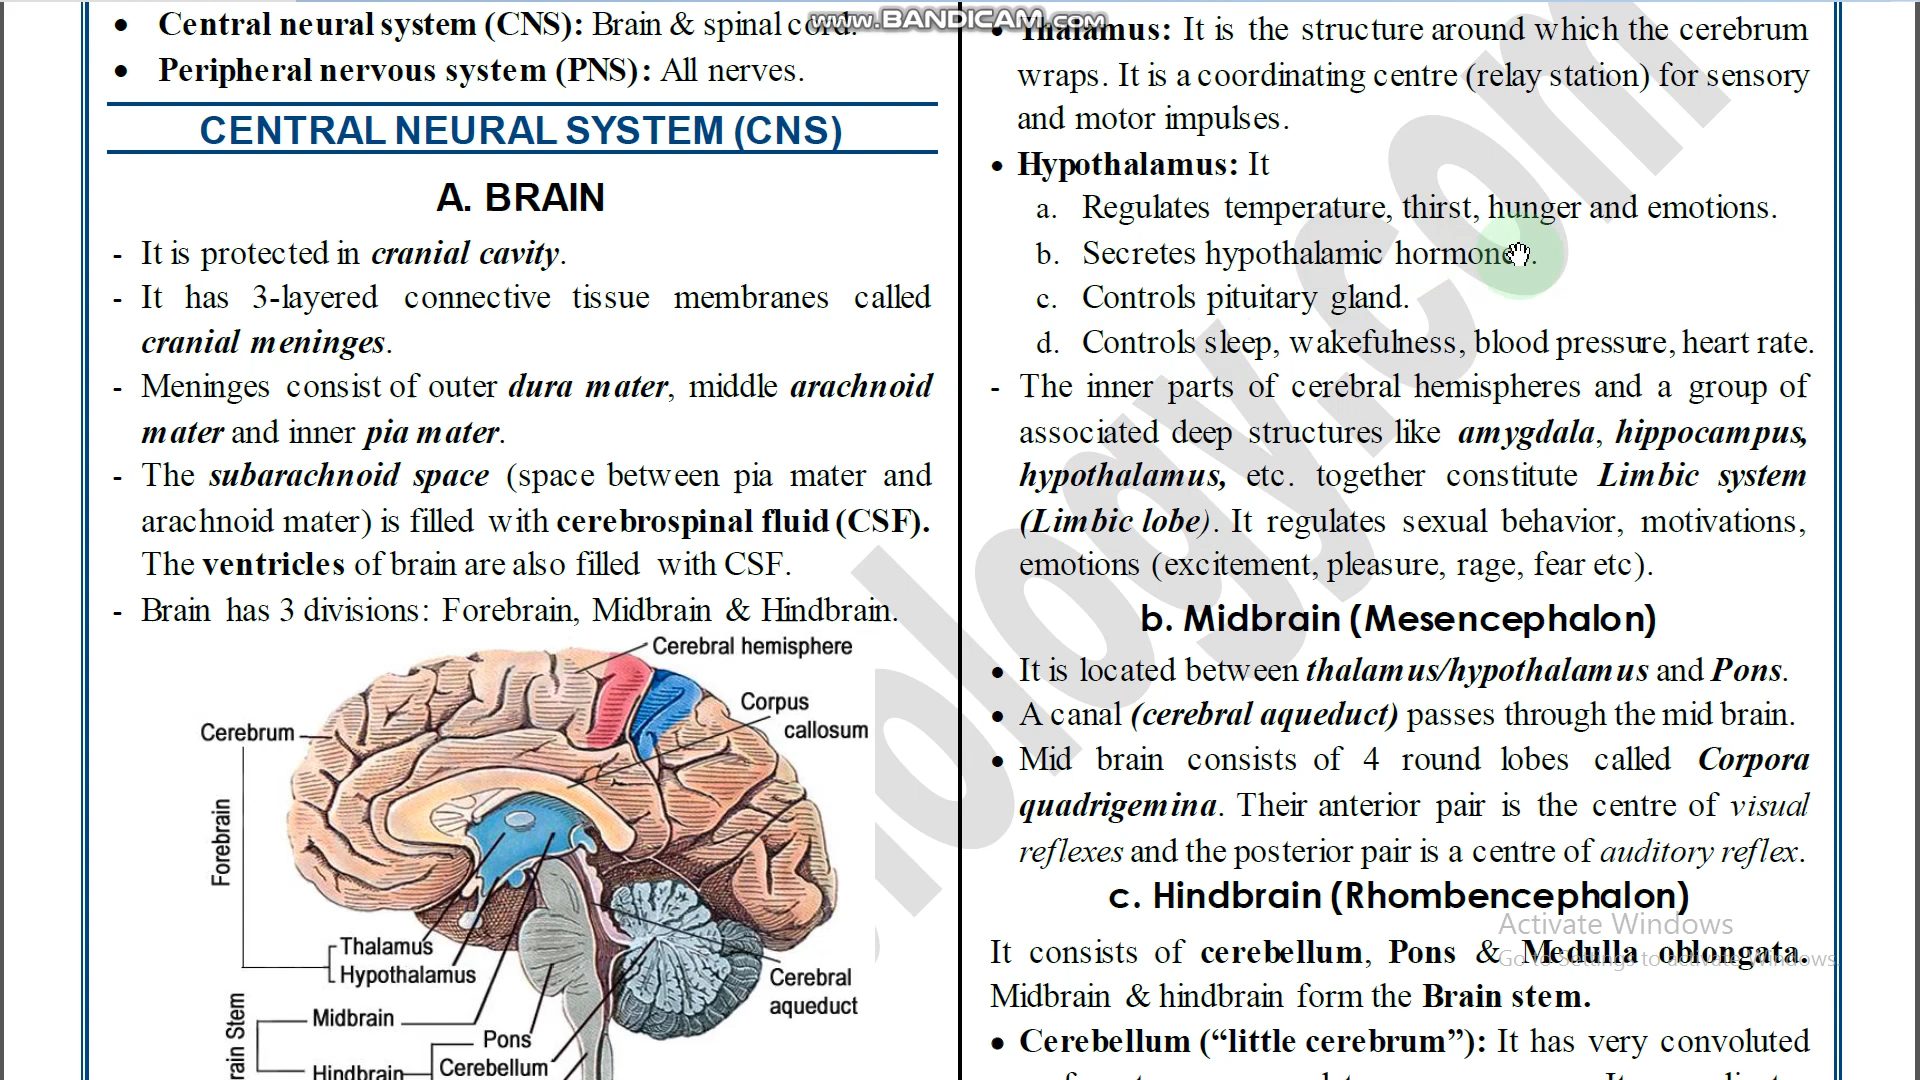 www.BANDICAM.com
• Central neural system (CNS): Brain & spinal cord.
• Peripheral nervous system (PNS): All nerves.
CENTRAL NEURAL SYSTEM (CNS)
A. BRAIN
- It is protected in cranial cavity.
- It has 3-layered connective tissue membranes called
cranial meninges.
- Meninges consist of outer dura mater, middle arachnoid
mater and inner pia mater.
- The subarachnoid space (space between pia mater and
arachnoid mater) is filled with cerebrospinal fluid (CSF).
The ventricles of brain are also filled with CSF.
- Brain has 3 divisions: Forebrain, Midbrain & Hindbrain.
Cerebral hemisphere
Corpus
callosum
Cerebrum
Forebrain
Thalamus
Hypothalamus
Cerebral
aqueduct
Midbrain
Pons
Cerebellum
Hindbrain
rain Stem
• Thalamus: It is the structure around which the cerebrum
wraps. It is a coordinating centre (relay station) for sensory
and motor impulses.
• Hypothalamus: It
a. Regulates temperature, thirst, hunger and emotions.
b. Secretes hypothalamic hormones.
c. Controls pituitary gland.
d. Controls sleep, wakefulness, blood pressure, heart rate.
- The inner parts of cerebral hemispheres and a group of
associated deep structures like amygdala, hippocampus,
hypothalamus, etc. together constitute Limbic system
(Limbic lobe). It regulates sexual behavior, motivations,
emotions (excitement, pleasure, rage, fear etc).
b. Midbrain (Mesencephalon)
• It is located between thalamus/hypothalamus and Pons.
• A canal (cerebral aqueduct) passes through the mid brain.
• Mid brain consists of 4 round lobes called Corpora
quadrigemina. Their anterior pair is the centre of visual
reflexes and the posterior pair is a centre of auditory reflex.
c. Hindbrain (Rhombencephalon)
It consists of cerebellum, Pons & Medulla oblongata.
Midbrain & hindbrain form the Brain stem.
• Cerebellum (“little cerebrum”): It has very convoluted
Activate Windows
Go to Settings to activate Windows.
ology.com